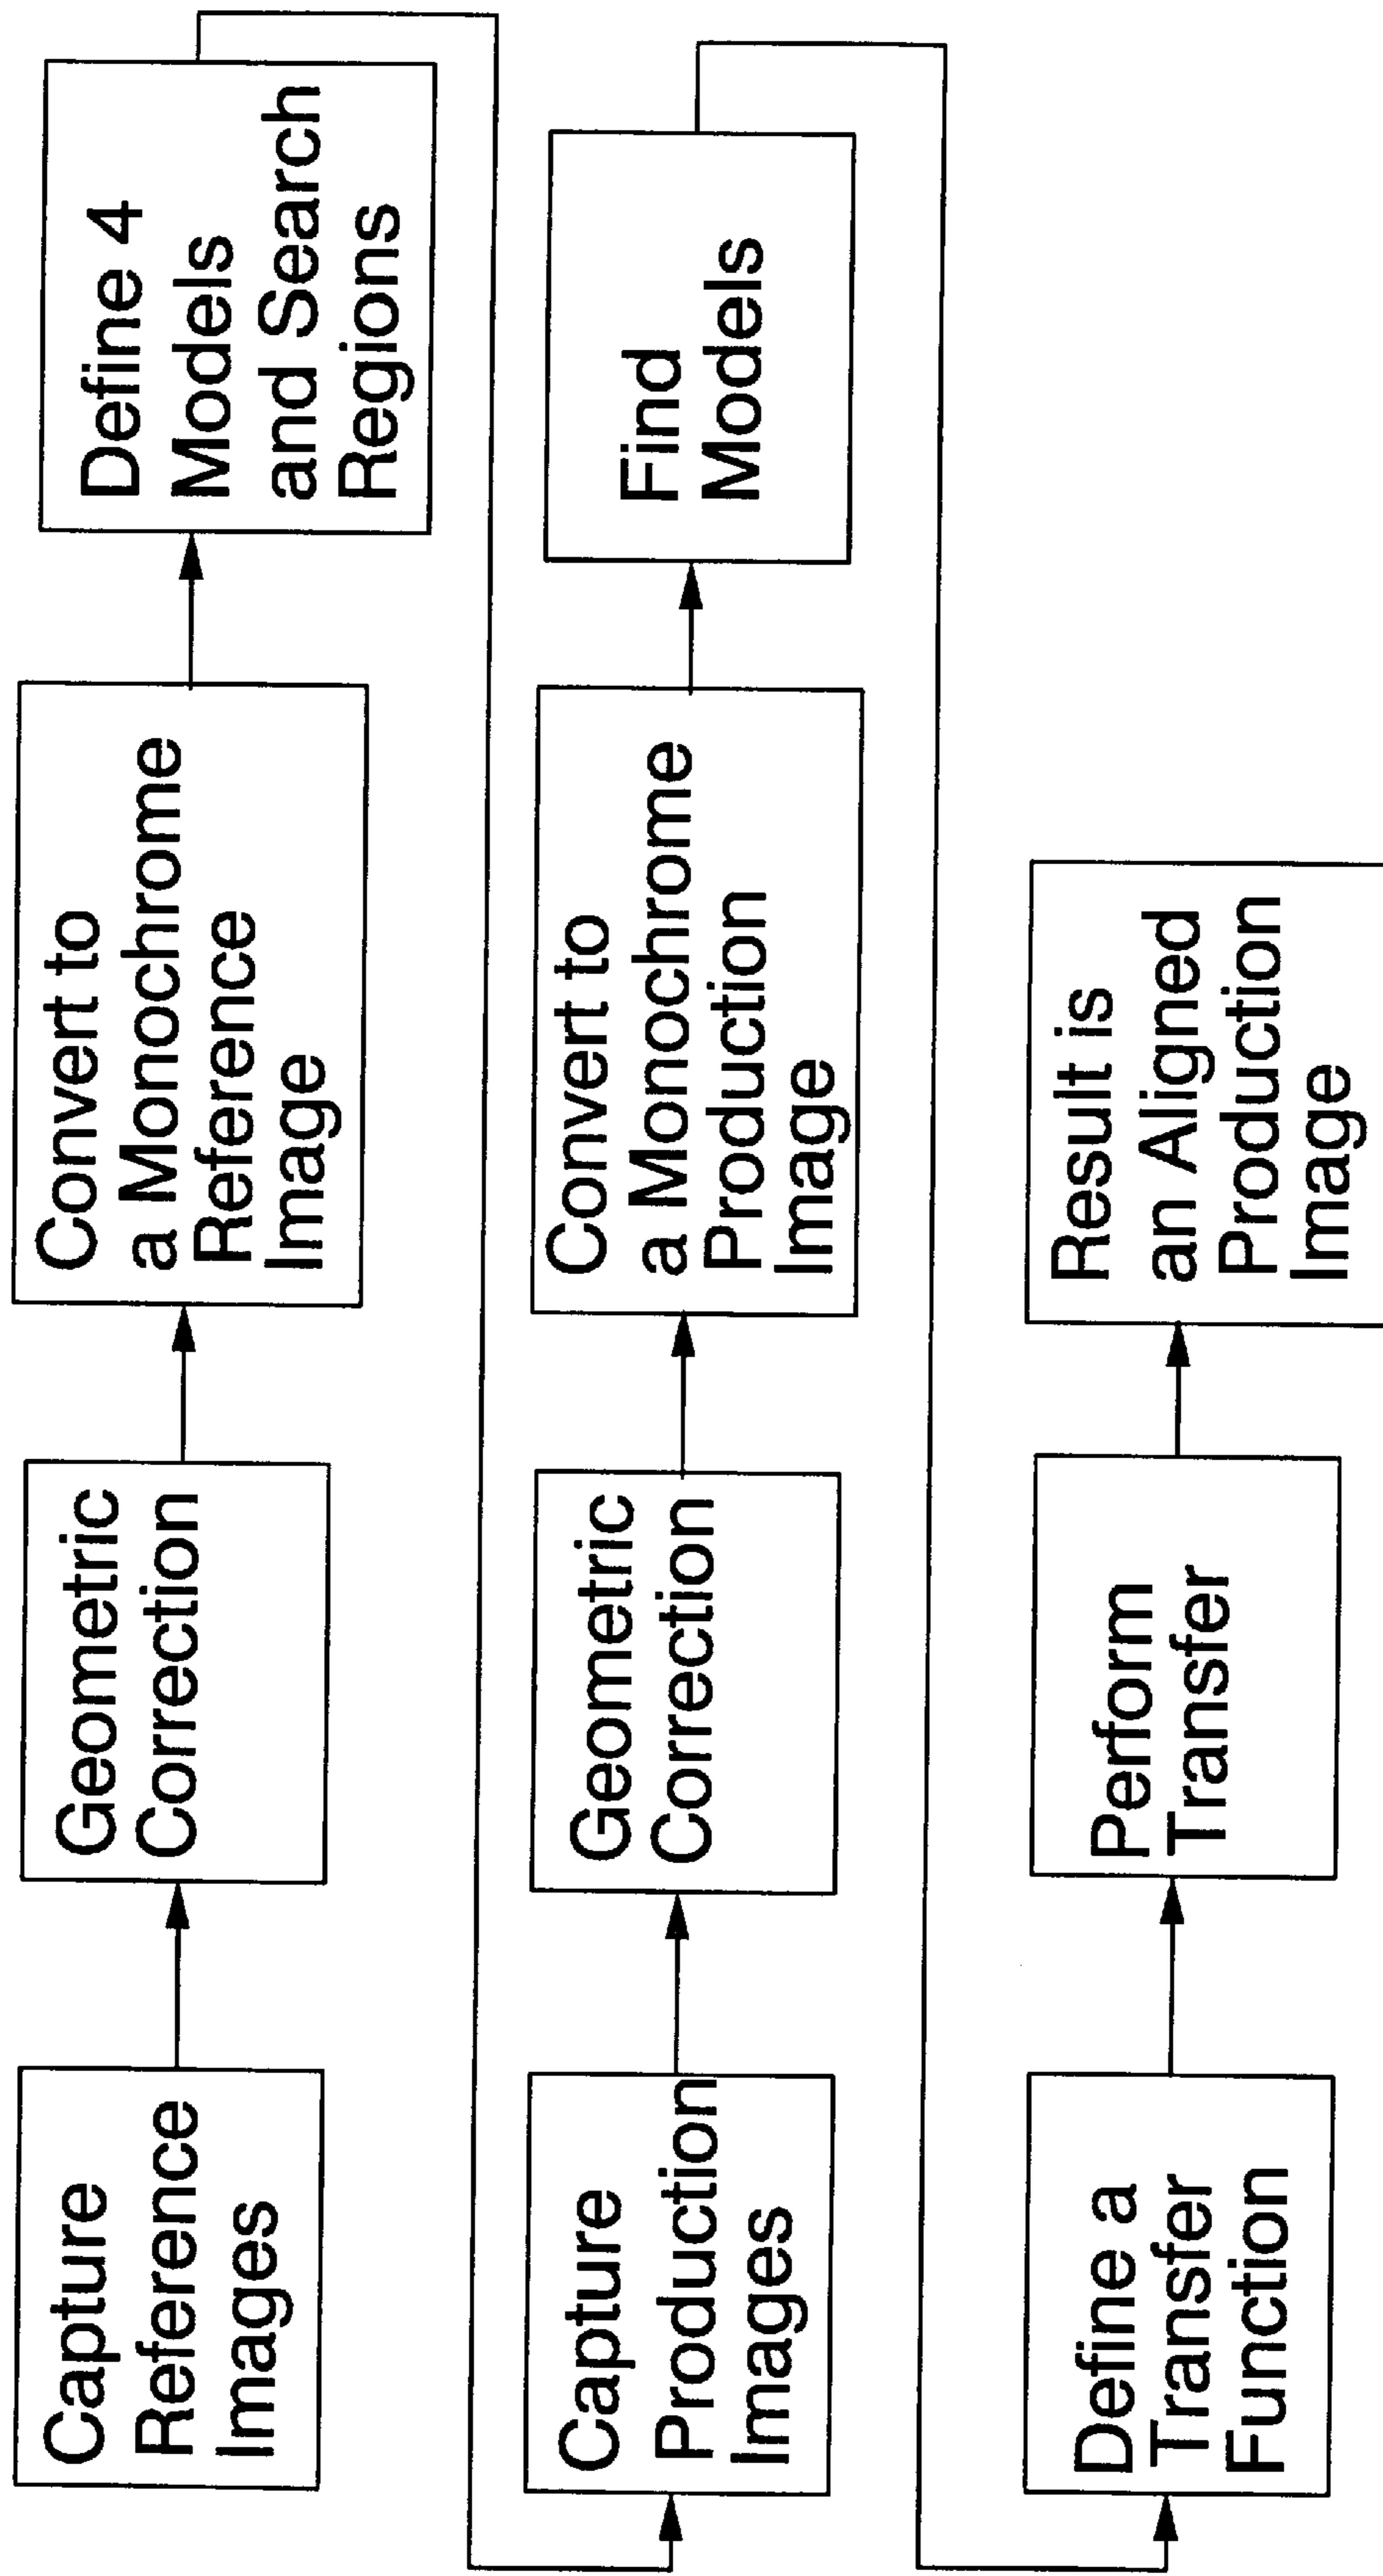 Capture
Reference
Images
Geometric
Correction
Convert to
a Monochrome
Reference
Image
Define 4
Models
and Search
Regions
Capture
Production
Images
Geometric
Correction
Convert to
a Monochrome
Production
Image
Find
Models
Define a
Transfer
Function
Perform
Transfer
Result is
an Aligned
Production
Image